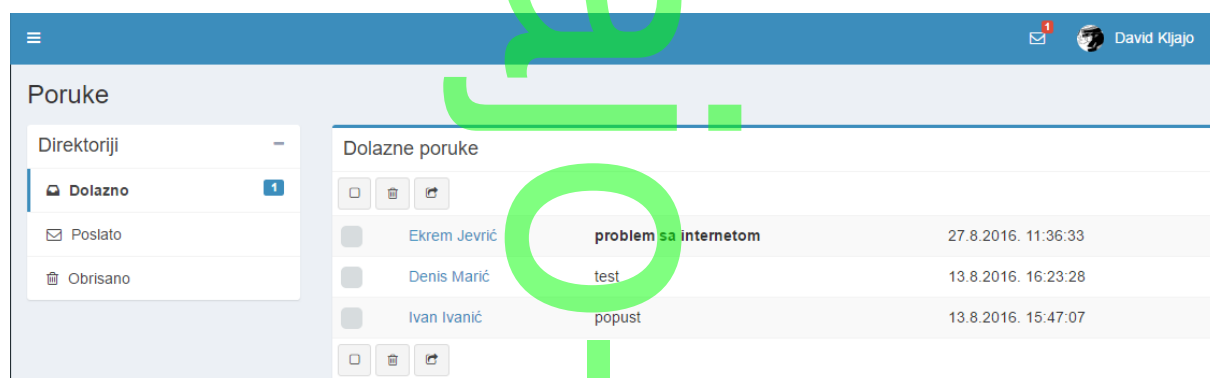 1
David Kljajo
Poruke
Direktoriji
Dolazne poruke
Dolazno 1
Poslato
Obrisano
Ekrem Jevrić problem sa internetom 27.8.2016. 11:36:33
Denis Marić test 13.8.2016. 16:23:28
Ivan Ivanić popust 13.8.2016. 15:47:07